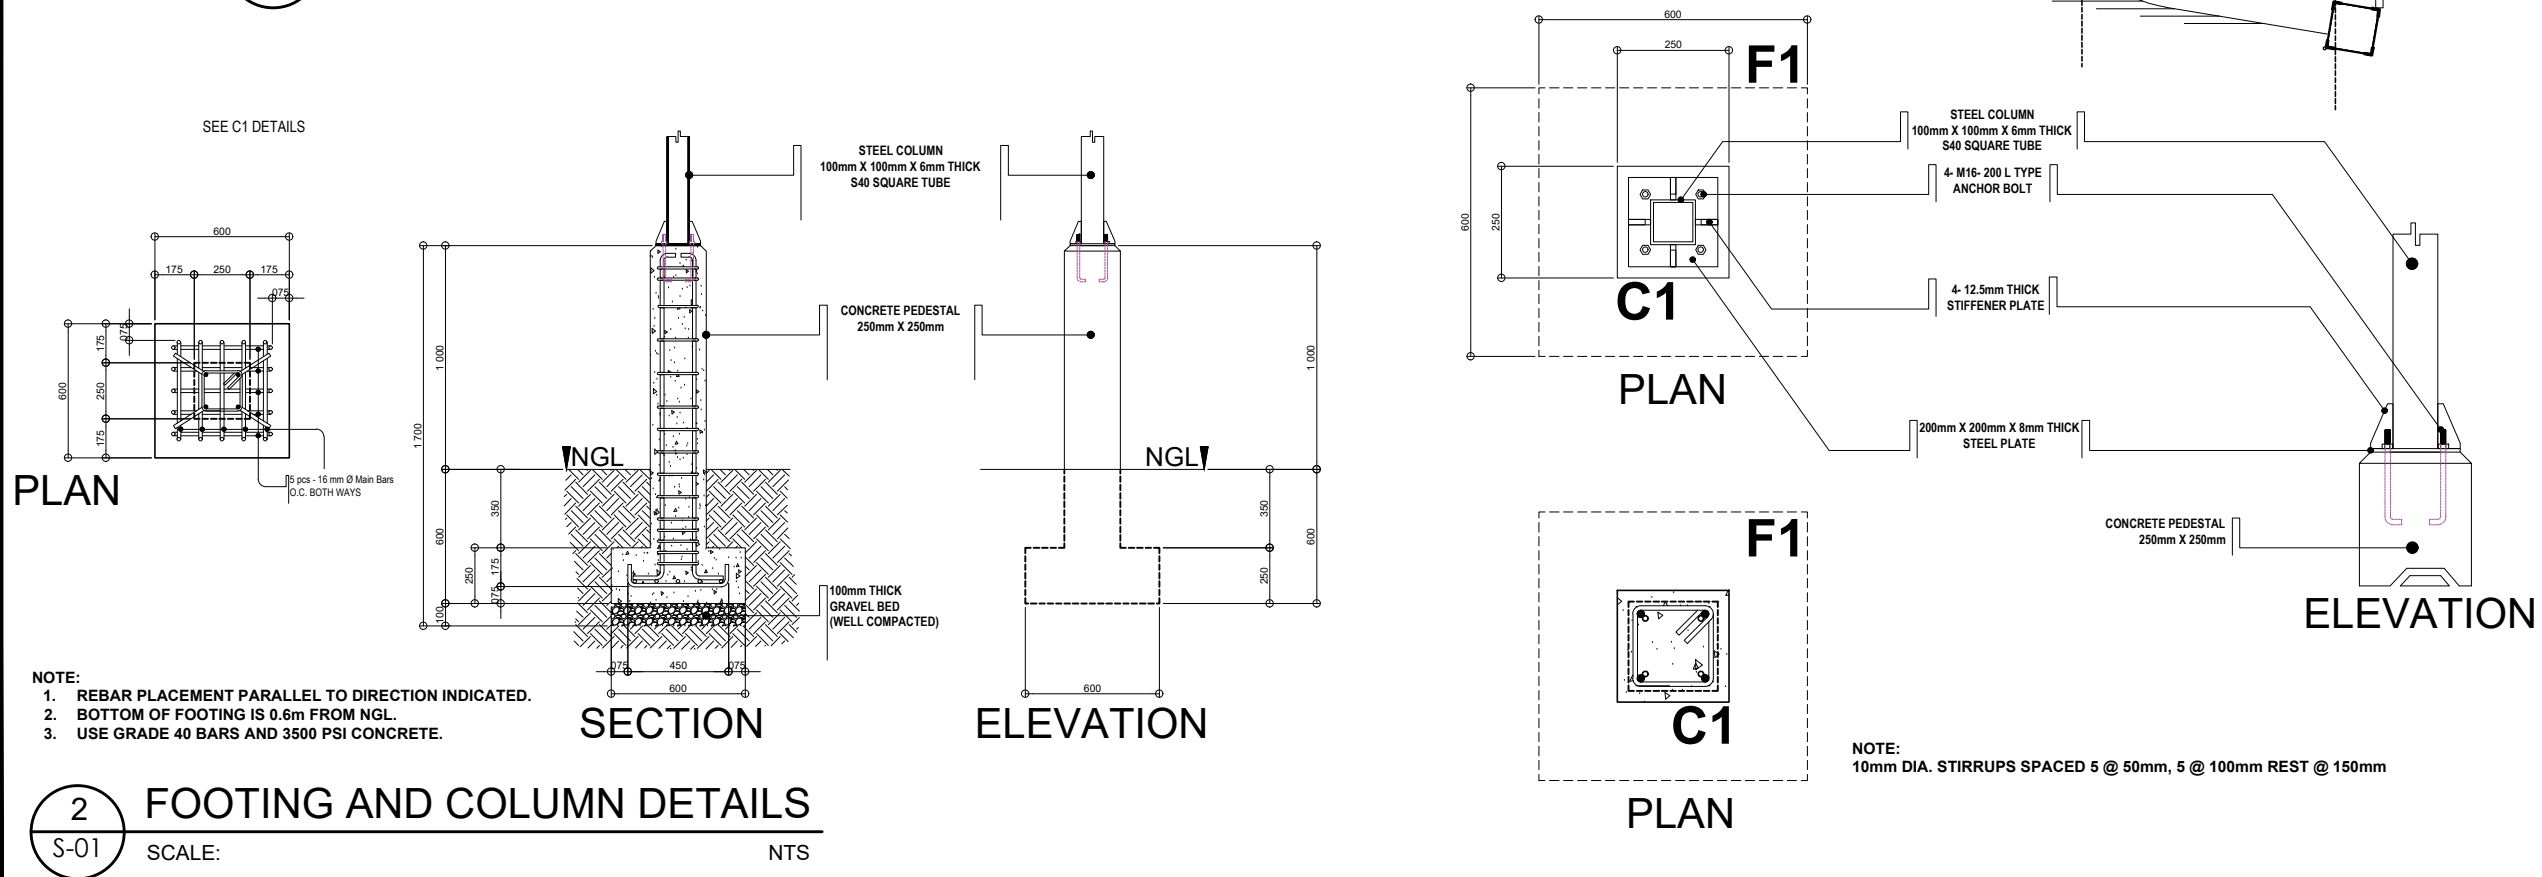 SEE C1 DETAILS
600
175
250
175
075
075
175
600
250
175
5 pcs - 16 mm Ø Main Bars
O.C. BOTH WAYS
PLAN
STEEL COLUMN
100mm X 100mm X 6mm THICK
S40 SQUARE TUBE
CONCRETE PEDESTAL
250mm X 250mm
1 000
1 700
NGL
350
600
250
175
075
100
100mm THICK
GRAVEL BED
(WELL COMPACTED)
075
450
075
600
SECTION
NGL
1 000
350
600
250
600
ELEVATION
NOTE:
1. REBAR PLACEMENT PARALLEL TO DIRECTION INDICATED.
2. BOTTOM OF FOOTING IS 0.6m FROM NGL.
3. USE GRADE 40 BARS AND 3500 PSI CONCRETE.
2
S-01
FOOTING AND COLUMN DETAILS
SCALE:
NTS
600
250
F1
600
250
C1
PLAN
STEEL COLUMN
100mm X 100mm X 6mm THICK
S40 SQUARE TUBE
4- M16- 200 L TYPE
ANCHOR BOLT
4- 12.5mm THICK
STIFFENER PLATE
200mm X 200mm X 8mm THICK
STEEL PLATE
CONCRETE PEDESTAL
250mm X 250mm
ELEVATION
F1
C1
PLAN
NOTE:
10mm DIA. STIRRUPS SPACED 5 @ 50mm, 5 @ 100mm REST @ 150mm